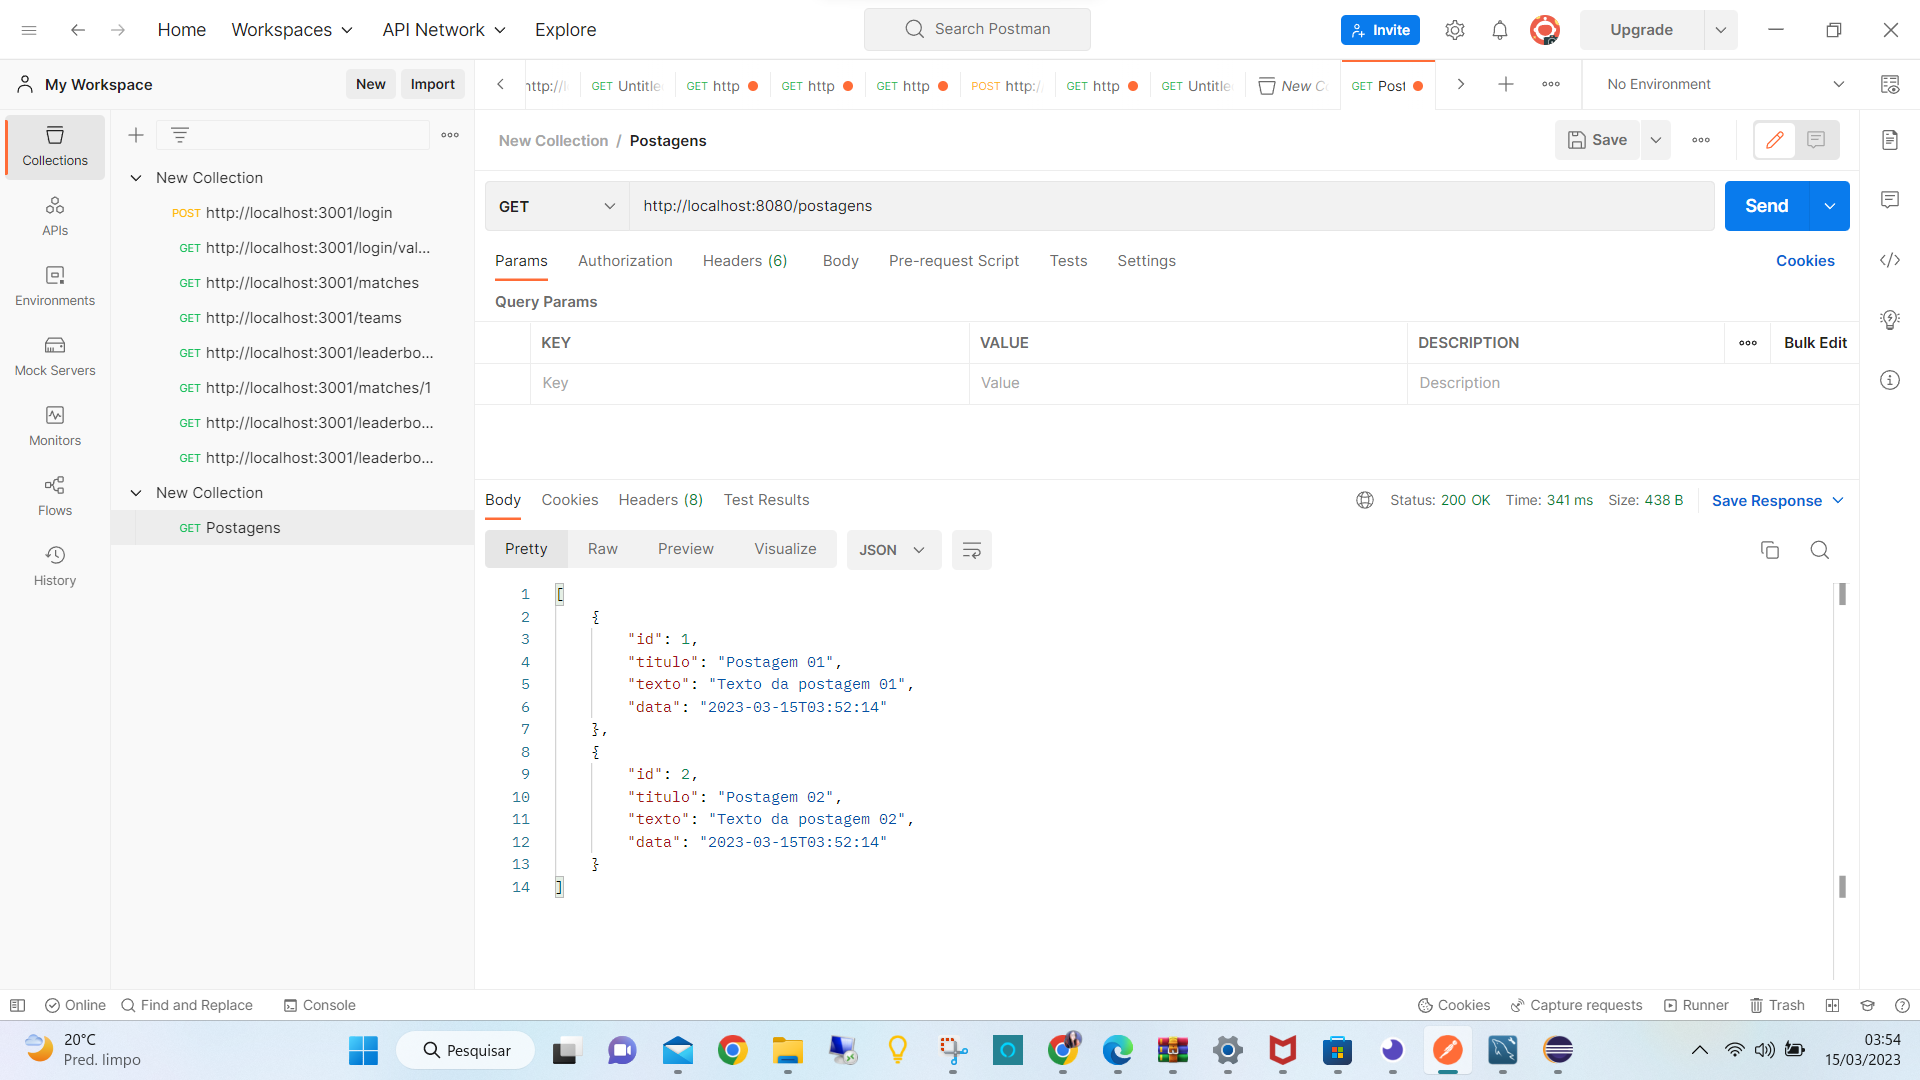 Home
Workspaces
API Network
Explore
Search Postman
Invite
Upgrade
My Workspace
New
Import
http://l
GET Untitle
GET http
GET http
GET http
POST http:/
GET http
GET Untitle
New C
GET Post
No Environment
Collections
APIs
Environments
Mock Servers
Monitors
Flows
History
New Collection
POST http://localhost:3001/login
GET http://localhost:3001/login/val...
GET http://localhost:3001/matches
GET http://localhost:3001/teams
GET http://localhost:3001/leaderbo...
GET http://localhost:3001/matches/1
GET http://localhost:3001/leaderbo...
GET http://localhost:3001/leaderbo...
New Collection
GET Postagens
New Collection / Postagens
Save
GET
http://localhost:8080/postagens
Send
Params
Authorization
Headers (6)
Body
Pre-request Script
Tests
Settings
Cookies
Query Params
KEY
VALUE
DESCRIPTION
Bulk Edit
Key
Value
Description
Body
Cookies
Headers (8)
Test Results
Status: 200 OK
Time: 341 ms
Size: 438 B
Save Response
Pretty
Raw
Preview
Visualize
JSON
1 [
2 {
3 "id": 1,
4 "titulo": "Postagem 01",
5 "texto": "Texto da postagem 01",
6 "data": "2023-03-15T03:52:14"
7 },
8 {
9 "id": 2,
10 "titulo": "Postagem 02",
11 "texto": "Texto da postagem 02",
12 "data": "2023-03-15T03:52:14"
13 }
14 ]
Online
Find and Replace
Console
Cookies
Capture requests
Runner
Trash
20°C
Pred. limpo
Pesquisar
03:54
15/03/2023